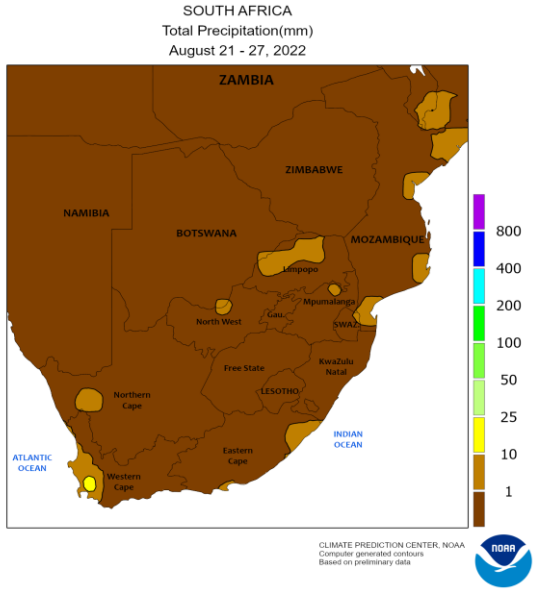 SOUTH AFRICA
Total Precipitation(mm)
August 21 - 27, 2022
ZAMBIA
ZIMBABWE
NAMIBIA
BOTSWANA
MOZAMBIQUE
Limpopo
Mpumalanga
North West
Gau.
SWAZ.
Free State
KwaZulu
Natal
LESOTHO
Northern
Cape
Eastern
Cape
Western
Cape
ATLANTIC
OCEAN
INDIAN
OCEAN
800
400
200
100
50
25
10
1
CLIMATE PREDICTION CENTER, NOAA
Computer generated contours
Based on preliminary data
NOAA